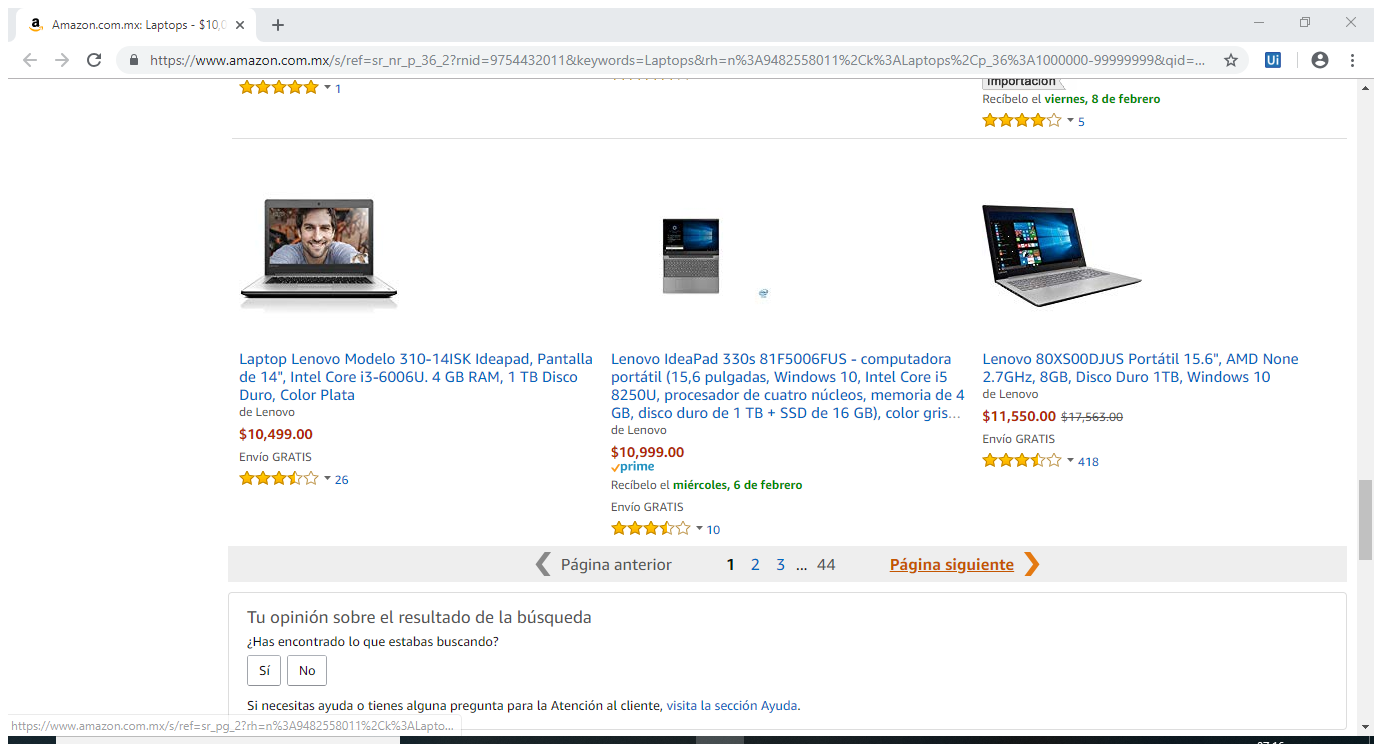 Amazon.com.mx: Laptops - $10,0
https://www.amazon.com.mx/s/ref=sr_nr_p_36_2?rnid=9754432011&keywords=Laptops&rh=n%3A9482558011%2Ck%3ALaptops%2Cp_36%3A1000000-99999999&qid=...
Ui
1
Importación
Recíbelo el viernes, 8 de febrero
5
Laptop Lenovo Modelo 310-14ISK Ideapad, Pantalla
de 14", Intel Core i3-6006U. 4 GB RAM, 1 TB Disco
Duro, Color Plata
de Lenovo
$10,499.00
Envío GRATIS
26
Lenovo IdeaPad 330s 81F5006FUS - computadora
portátil (15,6 pulgadas, Windows 10, Intel Core i5
8250U, procesador de cuatro núcleos, memoria de 4
GB, disco duro de 1 TB + SSD de 16 GB), color gris…
de Lenovo
$10,999.00
prime
Recíbelo el miércoles, 6 de febrero
Envío GRATIS
10
Lenovo 80XS00DJUS Portátil 15.6", AMD None
2.7GHz, 8GB, Disco Duro 1TB, Windows 10
de Lenovo
$11,550.00 $17,563.00
Envío GRATIS
418
Página anterior 1 2 3 ... 44 Página siguiente
Tu opinión sobre el resultado de la búsqueda
¿Has encontrado lo que estabas buscando?
Sí No
Si necesitas ayuda o tienes alguna pregunta para la Atención al cliente, visita la sección Ayuda.
https://www.amazon.com.mx/s/ref=sr_pg_2?rh=n%3A9482558011%2Ck%3ALapto...